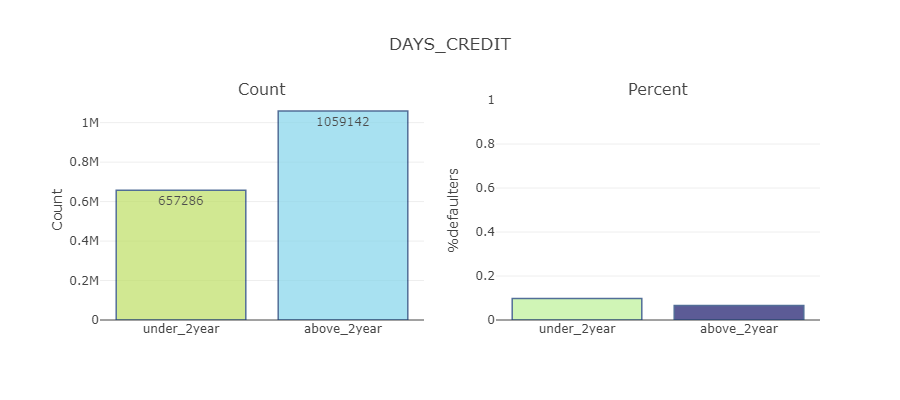 DAYS_CREDIT
Count
Percent
Count
1M
0.8M
0.6M
0.4M
0.2M
0
657286
1059142
under_2year
above_2year
%defaulters
1
0.8
0.6
0.4
0.2
0
under_2year
above_2year